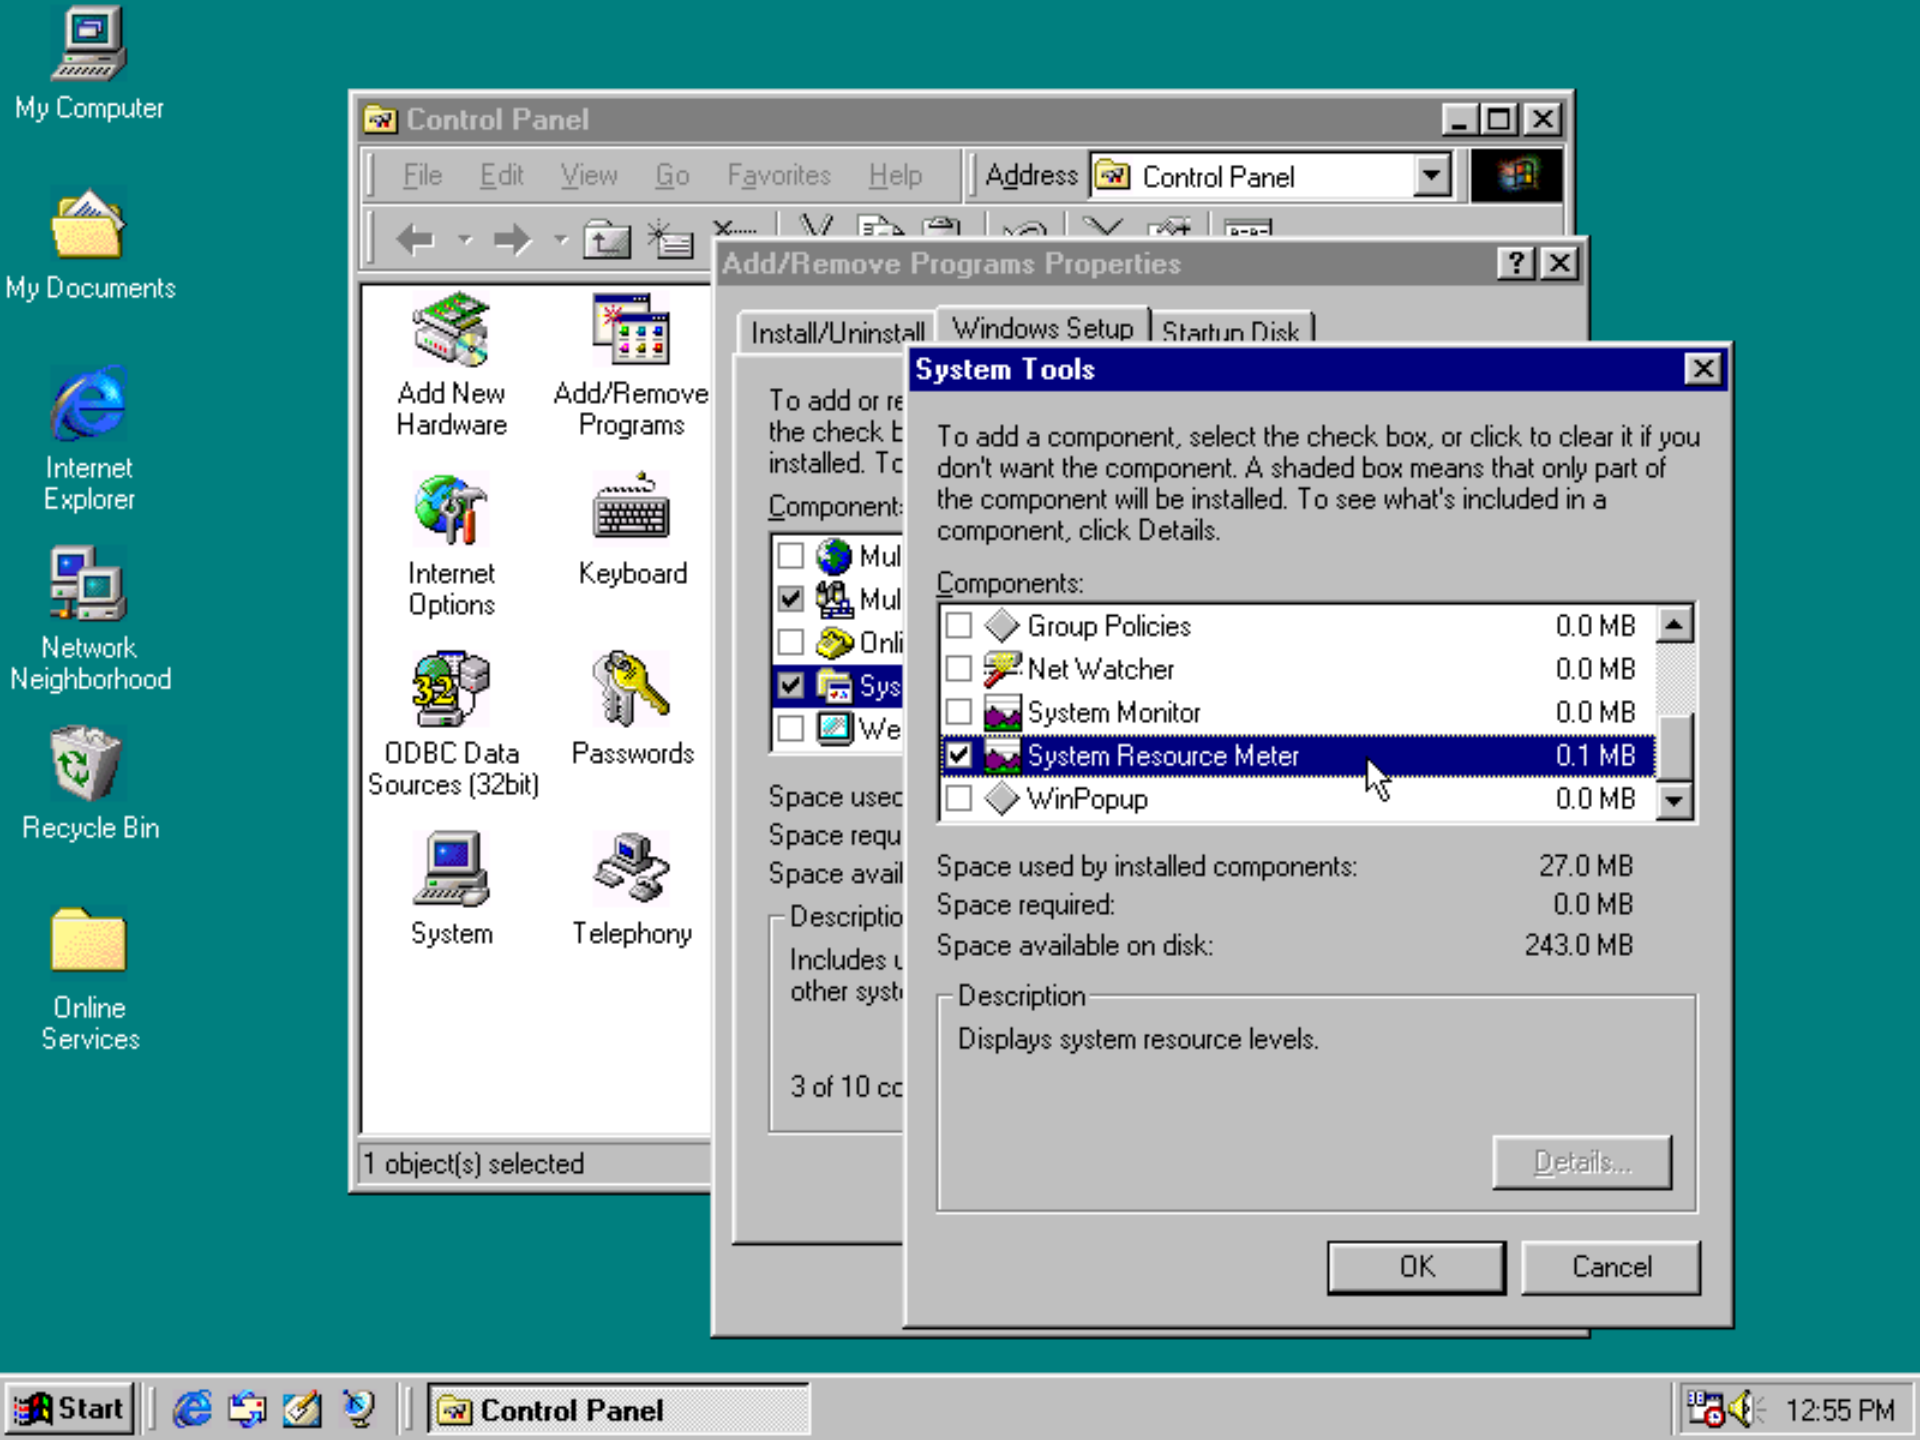 My Computer
My Documents
Internet
Explorer
Network
Neighborhood
Recycle Bin
Online
Services
Control Panel
File Edit View Go Favorites Help Address Control Panel
Add New
Hardware
Add/Remove
Programs
Internet
Options
Keyboard
32
ODBC Data
Sources (32bit)
Passwords
System
Telephony
1 object(s) selected
Add/Remove Programs Properties
Install/Uninstall Windows Setup Startup Disk
To add or re
the check b
installed. To
Component
Mul
Mul
Onli
Sys
We
Space used
Space requ
Space avail
Descriptio
Includes u
other syst
3 of 10 co
System Tools
To add a component, select the check box, or click to clear it if you
don't want the component. A shaded box means that only part of
the component will be installed. To see what's included in a
component, click Details.
Components:
Group Policies 0.0 MB
Net Watcher 0.0 MB
System Monitor 0.0 MB
System Resource Meter 0.1 MB
WinPopup 0.0 MB
Space used by installed components: 27.0 MB
Space required: 0.0 MB
Space available on disk: 243.0 MB
Description
Displays system resource levels.
Details...
OK Cancel
Start Control Panel 12:55 PM